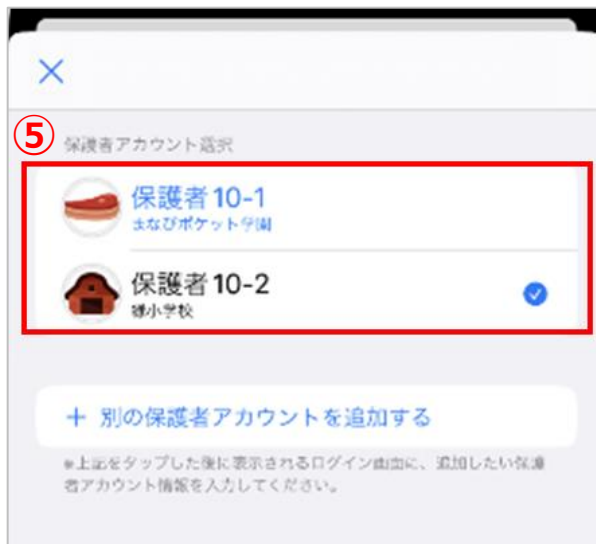 ⑤
保護者アカウント選択
保護者10-1
まなびポケット学園
保護者10-2
小学校
＋ 別の保護者アカウントを追加する
※上記をタップした後に表示されるログイン画面に、追加したい保護
者アカウント情報を入力してください。